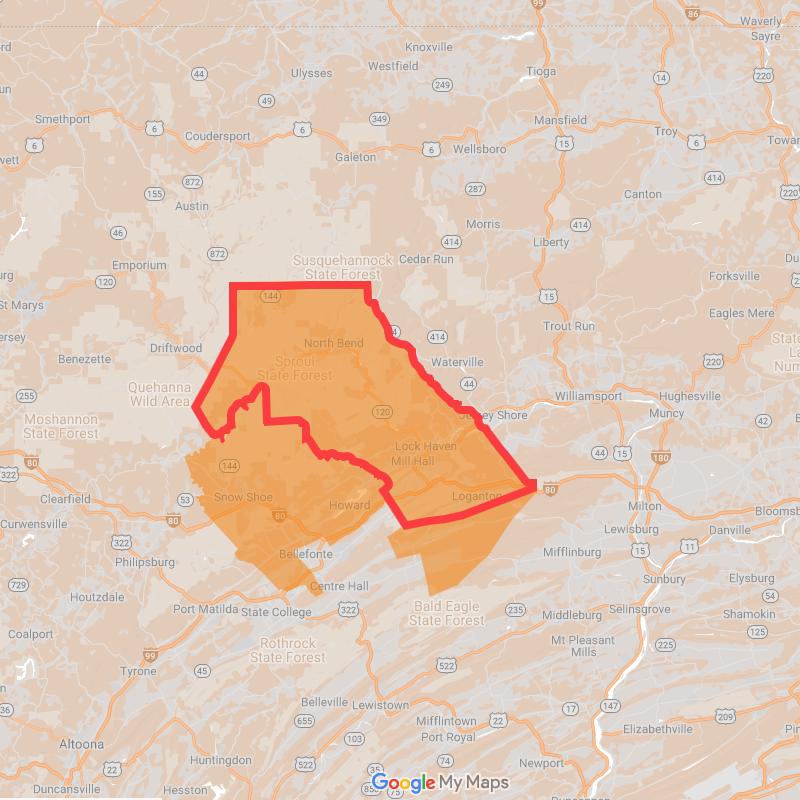 99
86
Waverly
Sayre
Knoxville
Westfield
Ulysses
44
Tioga
249
14
220
49
Smethport
6
Coudersport
6
349
Mansfield
Troy
6
6
Galeton
6
Wellsboro
15
872
155
Austin
287
414
Canton
220
46
Morris
414
Liberty
414
872
Susquehannock
State Forest
Cedar Run
Emporium
120
144
15
Forksville
St Marys
Eagles Mere
Trout Run
414
North Bend
Driftwood
Benezette
Sproul
State Forest
Waterville
220
44
Quehanna
Wild Area
255
Williamsport
Hughesville
Muncy
Moshannon
State Forest
120
42
Lock Haven
Mill Hall
44
15
180
80
322
144
Clearfield
53
Snow Shoe
Howard
Loganton
80
Milton
80
80
Curwensville
Lewisburg
Danville
322
Philipsburg
Bellefonte
Mifflinburg
15
11
Centre Hall
Sunbury
Elysburg
729
Houtzdale
Port Matilda
State College
322
Bald Eagle
State Forest
235
Middleburg
Selinsgrove
54
Shamokin
125
Coalport
Rothrock
State Forest
Mt Pleasant
Mills
225
99
Tyrone
45
522
Belleville
Lewistown
17
147
36
655
Mifflintown
22
209
Port Royal
Elizabethville
Altoona
103
22
Huntingdon
522
35
74
Newport
Duncansville
Hesston
22
850
75
Google My Maps